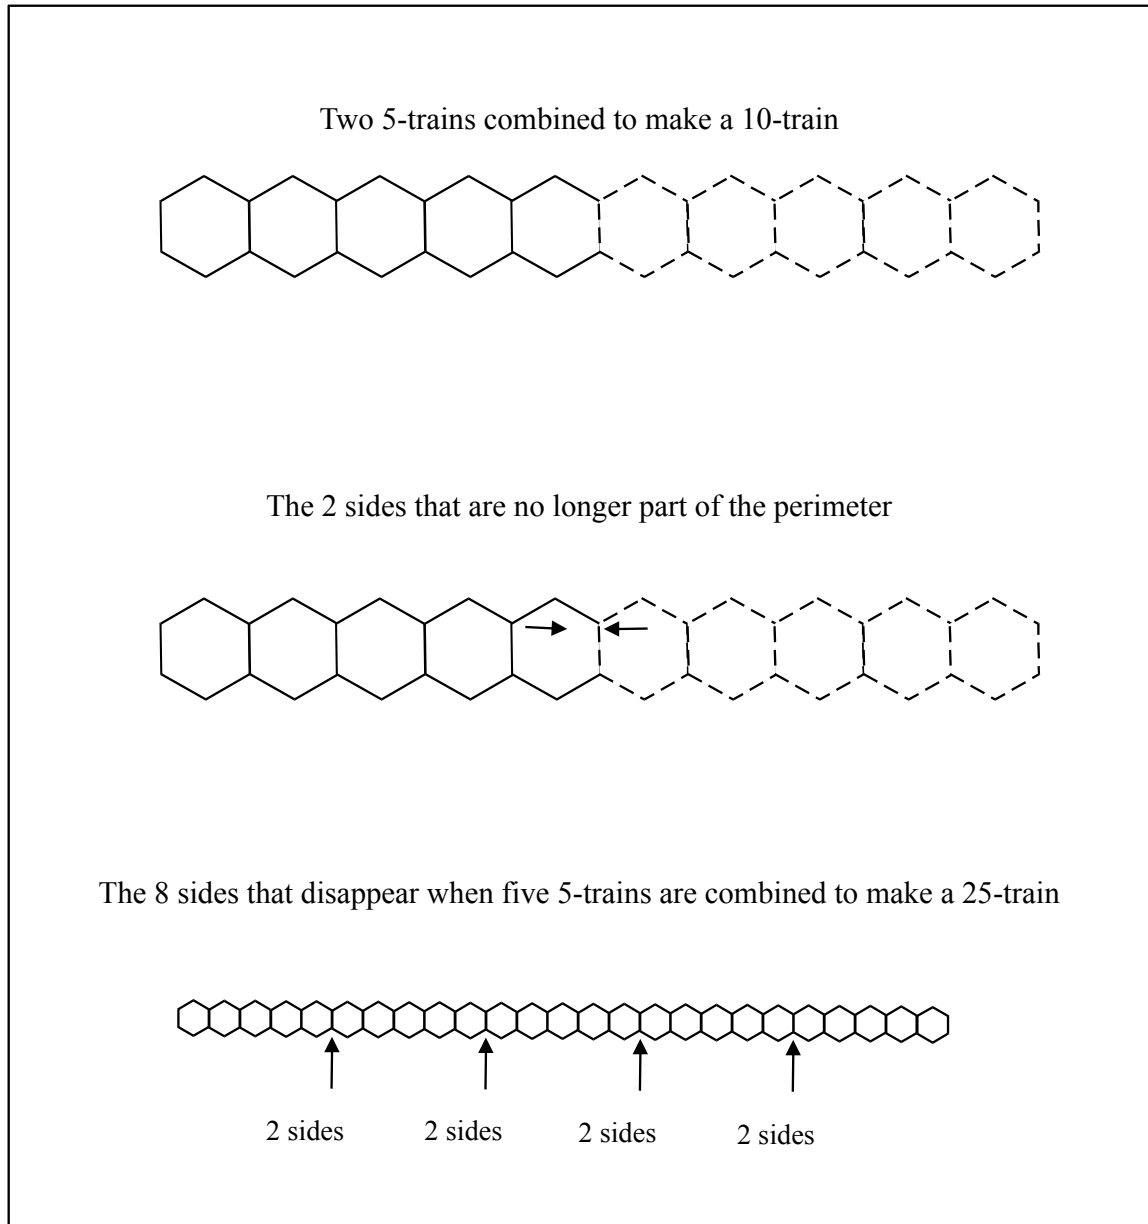 Two 5-trains combined to make a 10-train
The 2 sides that are no longer part of the perimeter
The 8 sides that disappear when five 5-trains are combined to make a 25-train
2 sides 2 sides 2 sides 2 sides